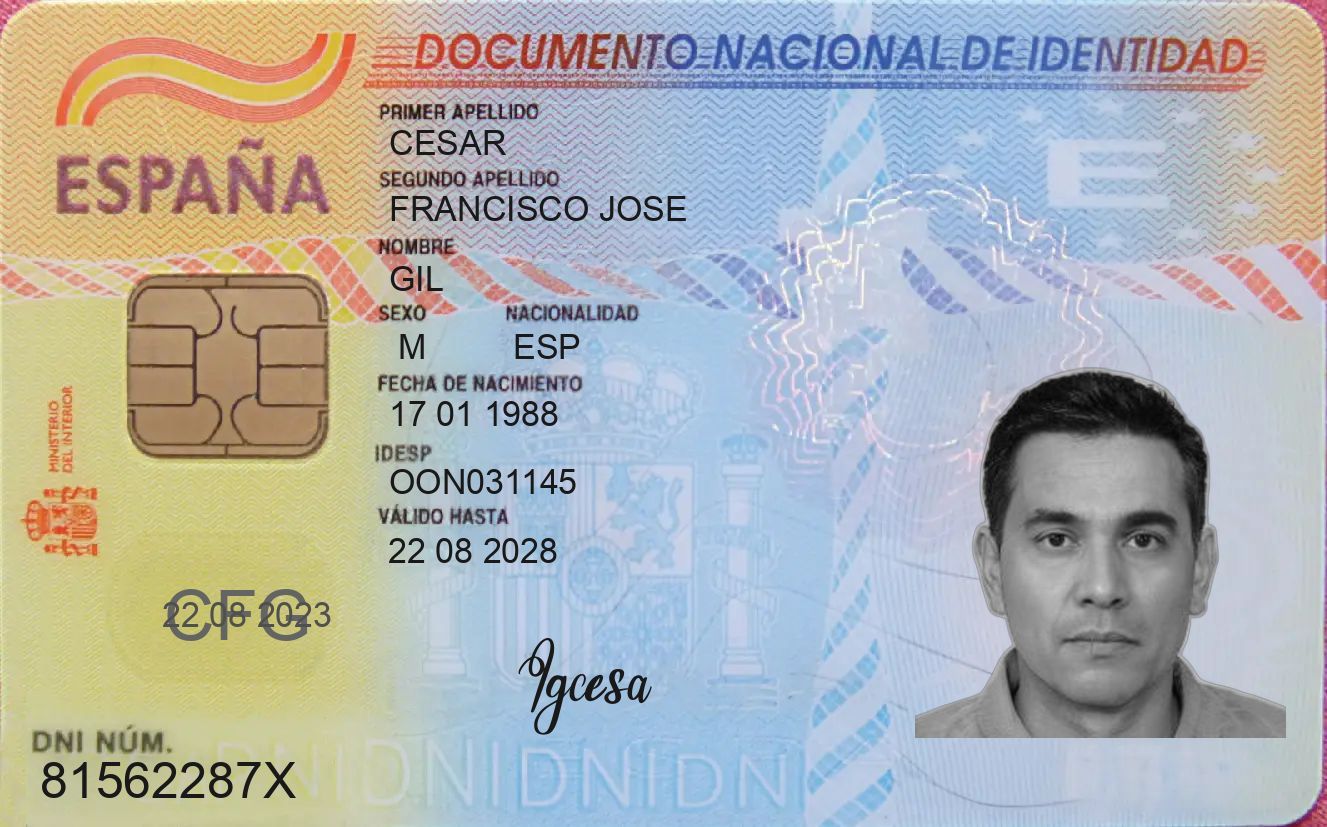 DOCUMENTO NACIONAL DE IDENTIDAD
ESPAÑA
PRIMER APELLIDO
CESAR
SEGUNDO APELLIDO
FRANCISCO JOSE
NOMBRE
GIL
SEXO NACIONALIDAD
M ESP
FECHA DE NACIMIENTO
17 01 1988
IDESP
OON031145
VÁLIDO HASTA
22 08 2028
MINISTERIO
DEL INTERIOR
E
CFG
22 08 2023
Igcesa
DNI NÚM.
81562287X
DNIDNIDNIDNI